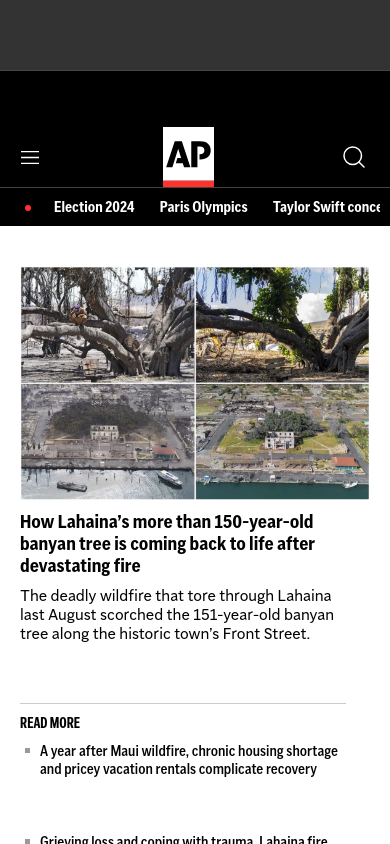 AP
Election 2024 Paris Olympics Taylor Swift conce
How Lahaina’s more than 150-year-old
banyan tree is coming back to life after
devastating fire
The deadly wildfire that tore through Lahaina
last August scorched the 151-year-old banyan
tree along the historic town’s Front Street.
READ MORE
A year after Maui wildfire, chronic housing shortage
and pricey vacation rentals complicate recovery
Grieving loss and coping with trauma, Lahaina fire